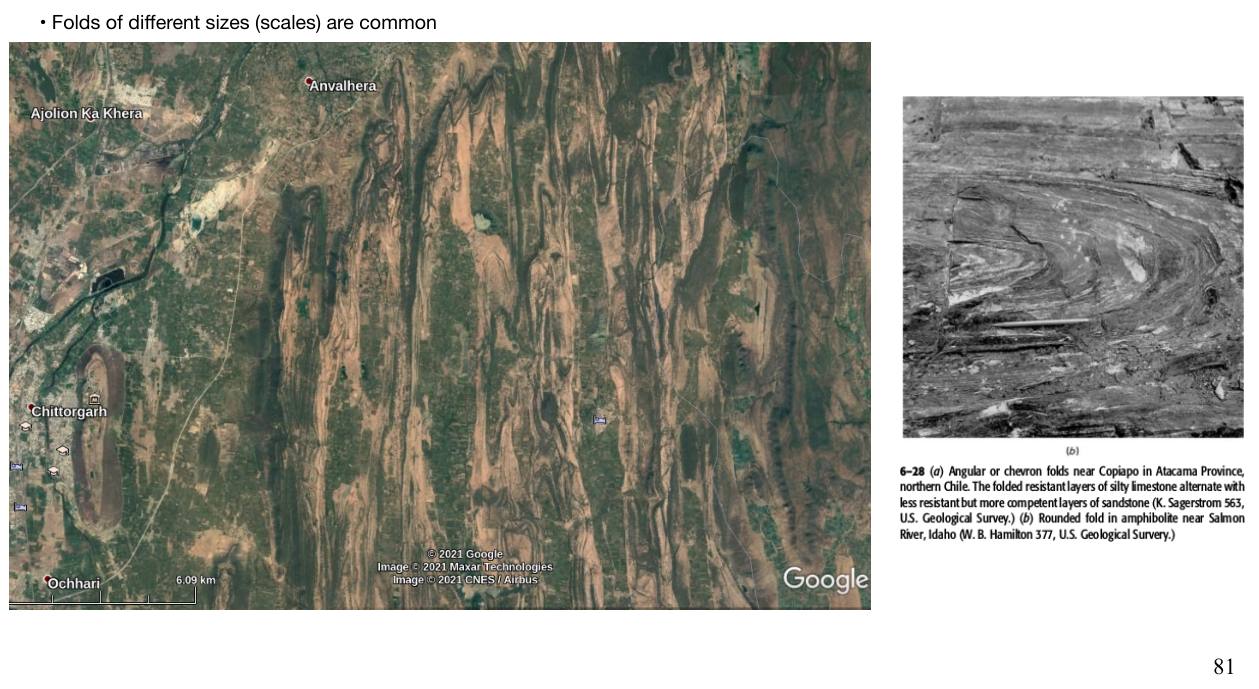 • Folds of different sizes (scales) are common
Anvalhera
Ajolion Ka Khera
Chittorgarh
© 2021 Google
Image © 2021 Maxar Technologies
Image © 2021 CNES / Airbus
Ochhari
6.09 km
Google
(b)
6–28 (a) Angular or chevron folds near Copiapo in Atacama Province,
northern Chile. The folded resistant layers of silty limestone alternate with
less resistant but more competent layers of sandstone (K. Sagerstrom 563,
U.S. Geological Survey.) (b) Rounded fold in amphibolite near Salmon
River, Idaho (W. B. Hamilton 377, U.S. Geological Survery.)
81